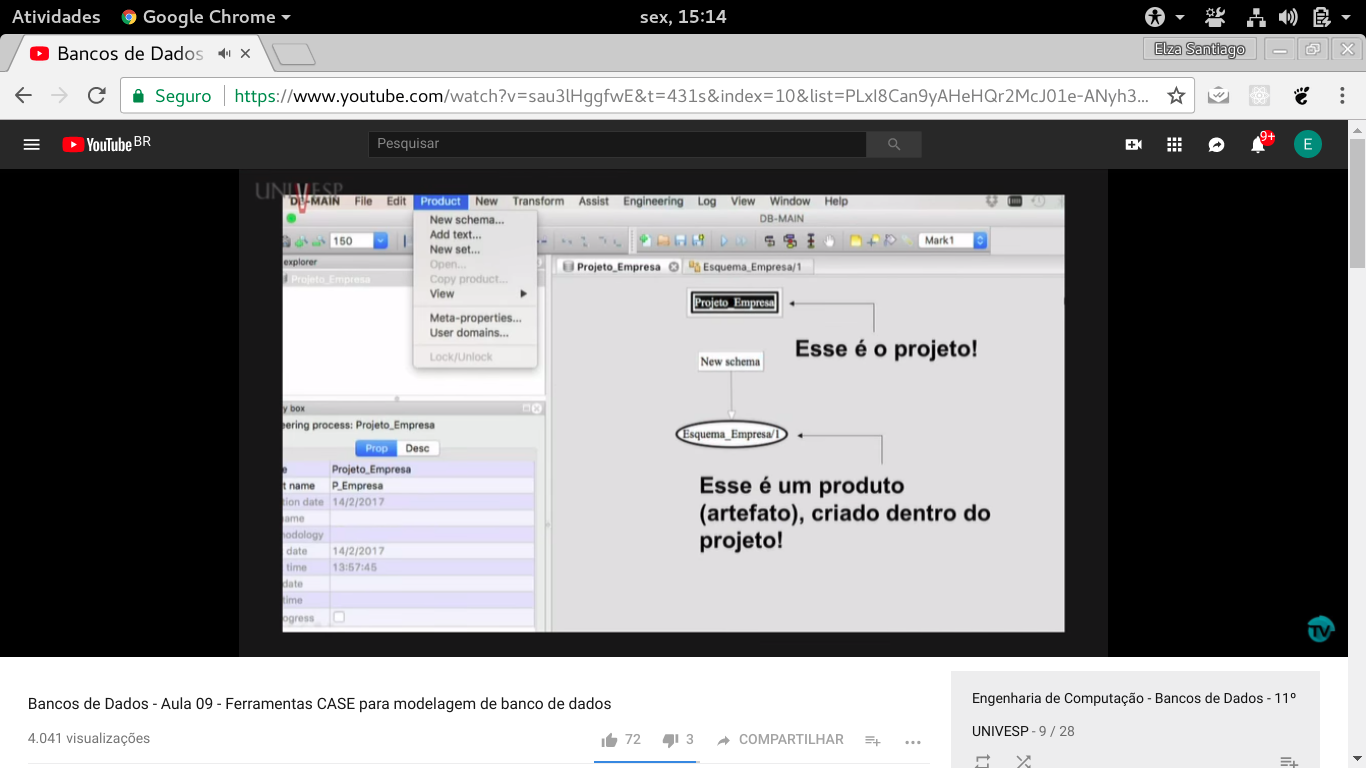 Atividades
Google Chrome
sex, 15:14
Bancos de Dados
Elza Santiago
Seguro
https://www.youtube.com/watch?v=sau3lHggfwE&t=431s&index=10&list=PLxI8Can9yAHeHQr2McJ01e-ANyh3...
YouTube BR
Pesquisar
9+
E
UNIVESP
DB-MAIN File Edit Product New Transform Assist Engineering Log View Window Help
DB-MAIN
New schema...
Add text...
New set...
Open...
Copy product...
View
Meta-properties...
User domains...
Lock/Unlock
150
Mark1
explorer
Projeto_Empresa
Projeto_Empresa
Esquema_Empresa/1
Projeto_Empresa
Esse é o projeto!
New schema
Esquema_Empresa/1
Esse é um produto
(artefato), criado dentro do
projeto!
y box
ering process: Projeto_Empresa
Prop Desc
e Projeto_Empresa
t name P_Empresa
tion date 14/2/2017
ame
hodology
date 14/2/2017
time 13:57:45
date
time
ogress
TV
Bancos de Dados - Aula 09 - Ferramentas CASE para modelagem de banco de dados
4.041 visualizações
72
3
COMPARTILHAR
Engenharia de Computação - Bancos de Dados - 11º
UNIVESP - 9 / 28